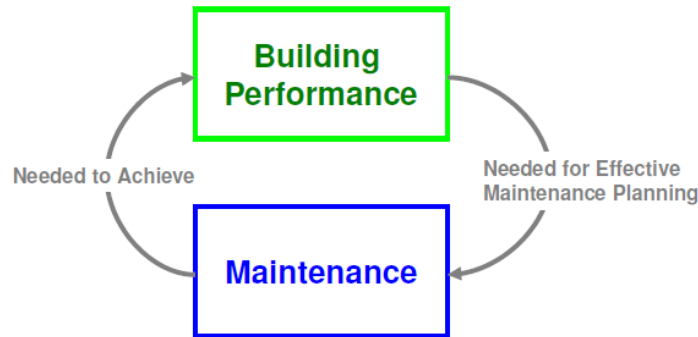 Building
Performance
Needed to Achieve
Needed for Effective
Maintenance Planning
Maintenance